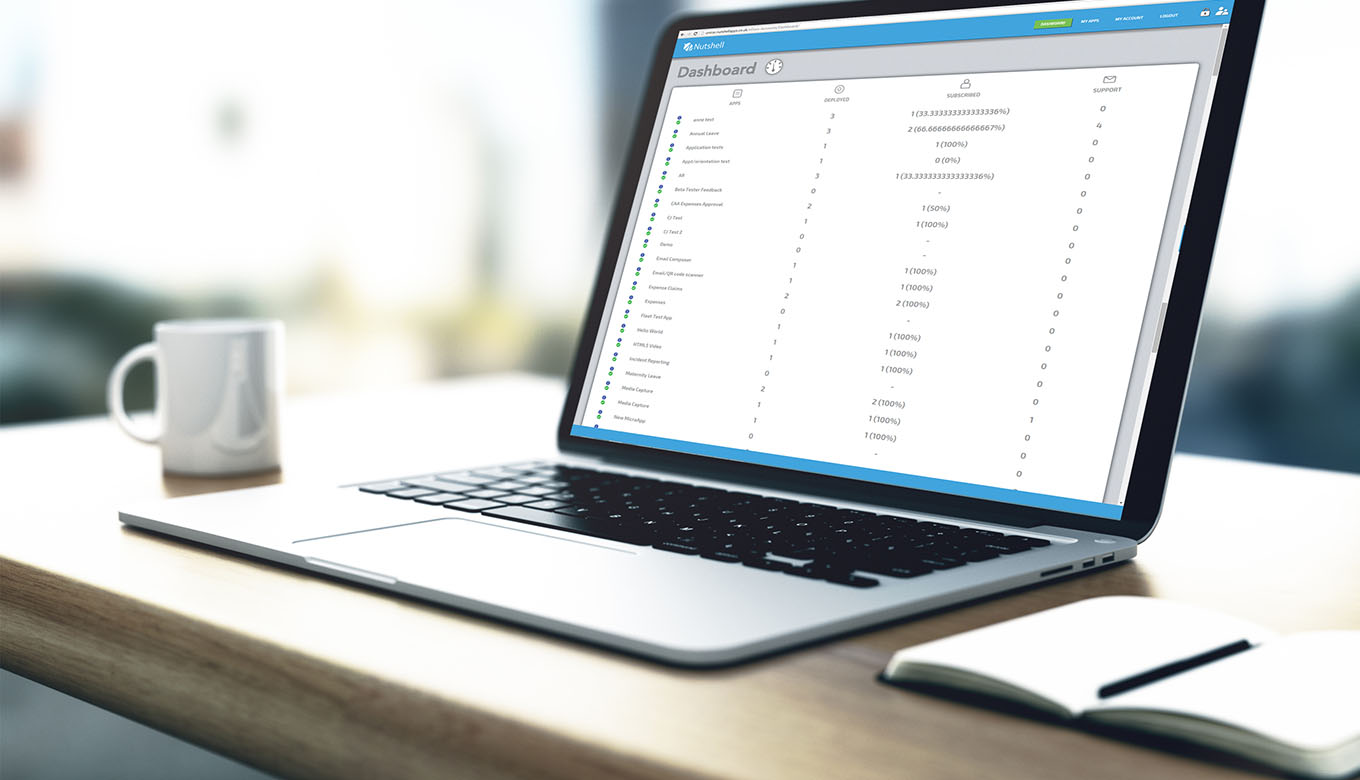 DASHBOARD MY APPS MY ACCOUNT LOGOUT
Nutshell
Dashboard
APPS DEPLOYED SUBSCRIBED SUPPORT
anne test 3 1 (33.333333333333336%) 0
Annual Leave 3 2 (66.66666666666667%) 4
Application tests 1 1 (100%) 0
Appt/orientation test 1 0 (0%) 0
AR 3 1 (33.333333333333336%) 0
Beta Tester Feedback 0 - 0
CAA Expenses Approval 2 1 (50%) 0
CJ Test 1 1 (100%) 0
CJ Test 2 0 - 0
Demo 0 - 0
Email Composer 1 1 (100%) 0
Email/QR code scanner 1 1 (100%) 0
Expense Claims 2 2 (100%) 0
Expenses 0 - 0
Fleet Test App 1 1 (100%) 0
Hello World 1 1 (100%) 0
HTML5 Video 1 1 (100%) 0
Incident Reporting 0 - 0
Maternity Leave 2 2 (100%) 1
Media Capture 1 1 (100%) 0
Media Capture 1 1 (100%) 0
New MicroApp 0 - 0